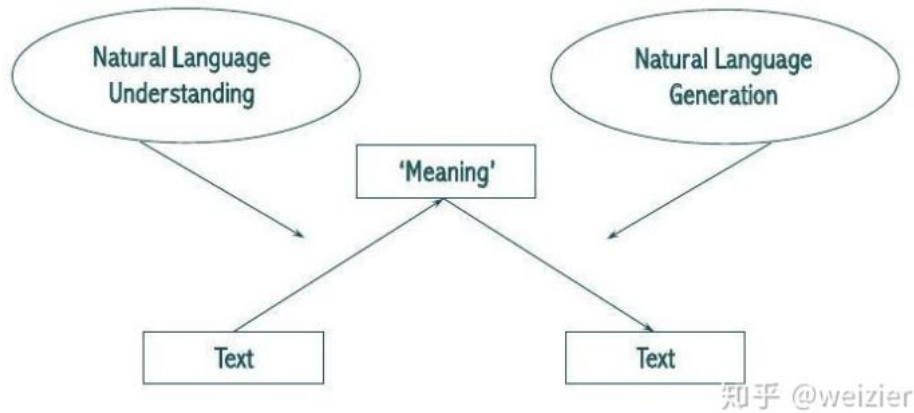 Natural Language
Understanding
Natural Language
Generation
‘Meaning’
Text
Text
知乎 @weizier